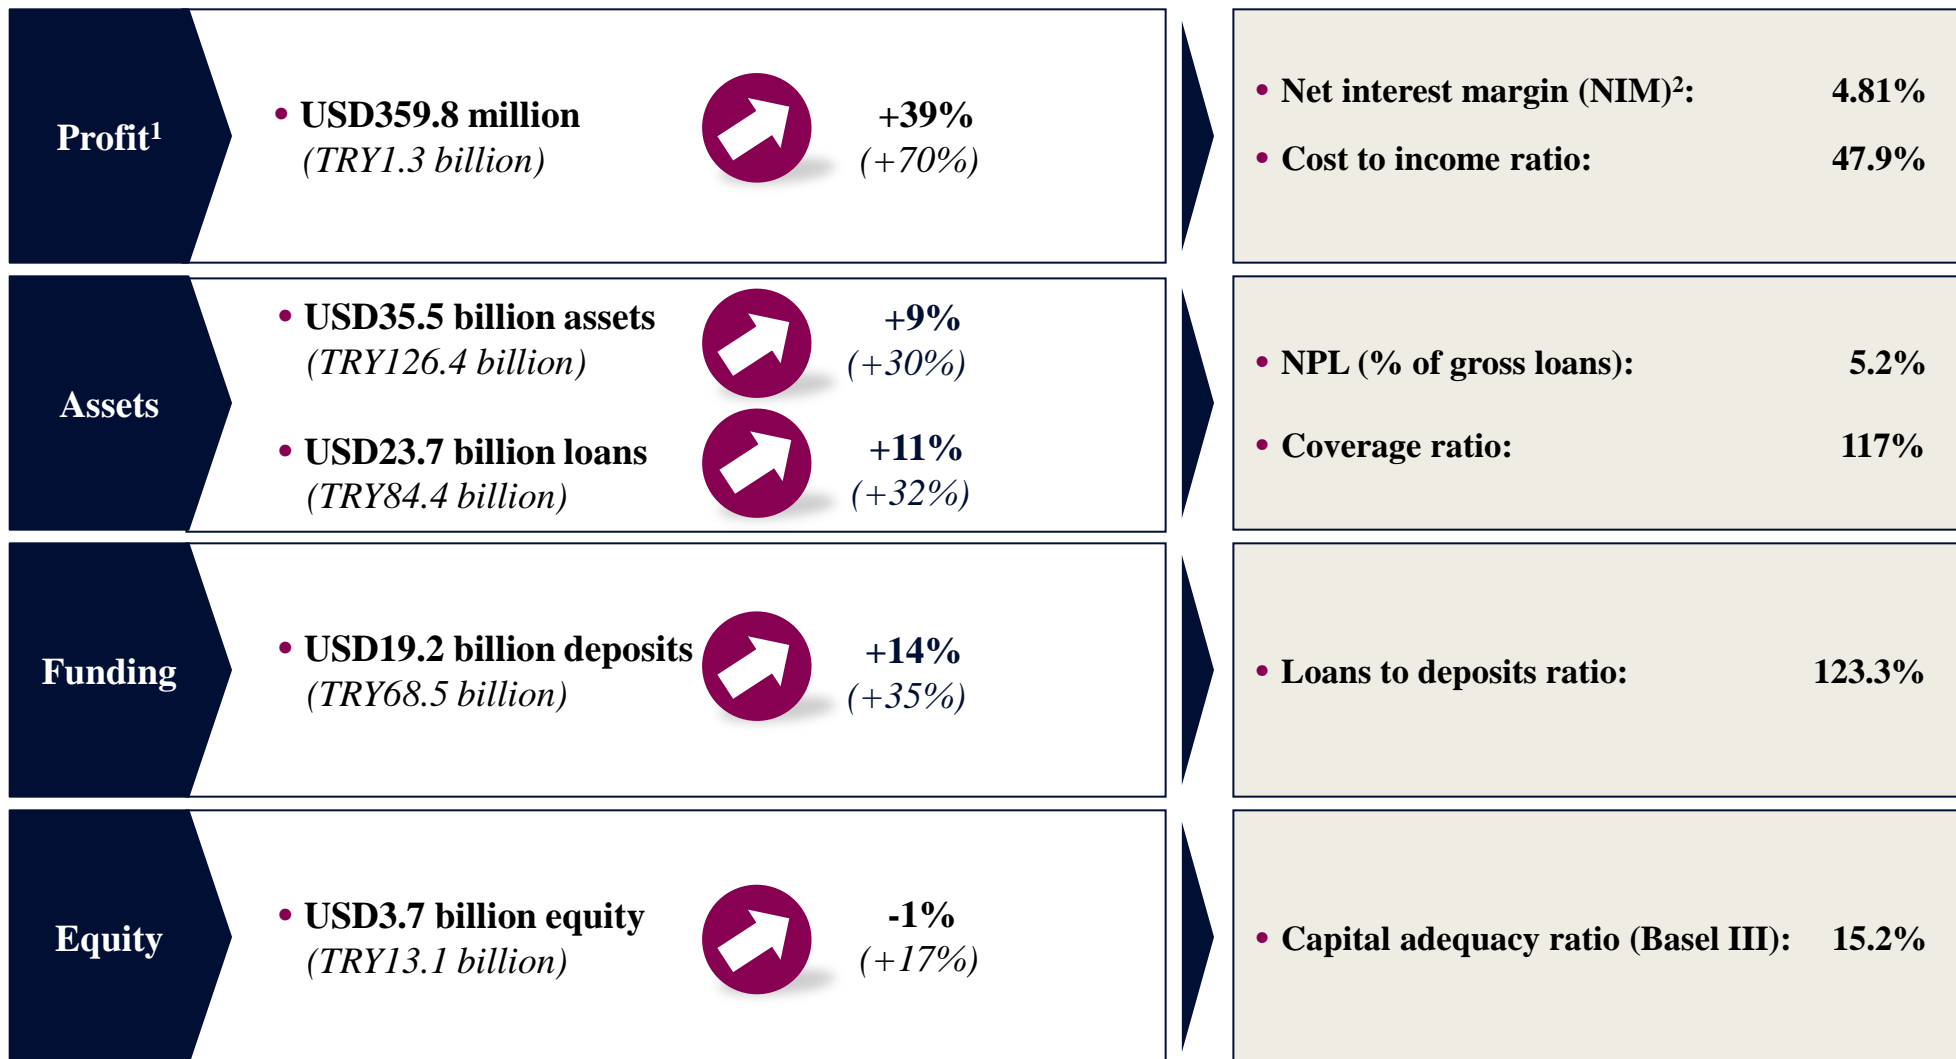 Profit¹
• USD359.8 million
(TRY1.3 billion)
+39%
(+70%)
• Net interest margin (NIM)²: 4.81%
• Cost to income ratio: 47.9%
Assets
• USD35.5 billion assets
(TRY126.4 billion)
+9%
(+30%)
• USD23.7 billion loans
(TRY84.4 billion)
+11%
(+32%)
• NPL (% of gross loans): 5.2%
• Coverage ratio: 117%
Funding
• USD19.2 billion deposits
(TRY68.5 billion)
+14%
(+35%)
• Loans to deposits ratio: 123.3%
Equity
• USD3.7 billion equity
(TRY13.1 billion)
-1%
(+17%)
• Capital adequacy ratio (Basel III): 15.2%